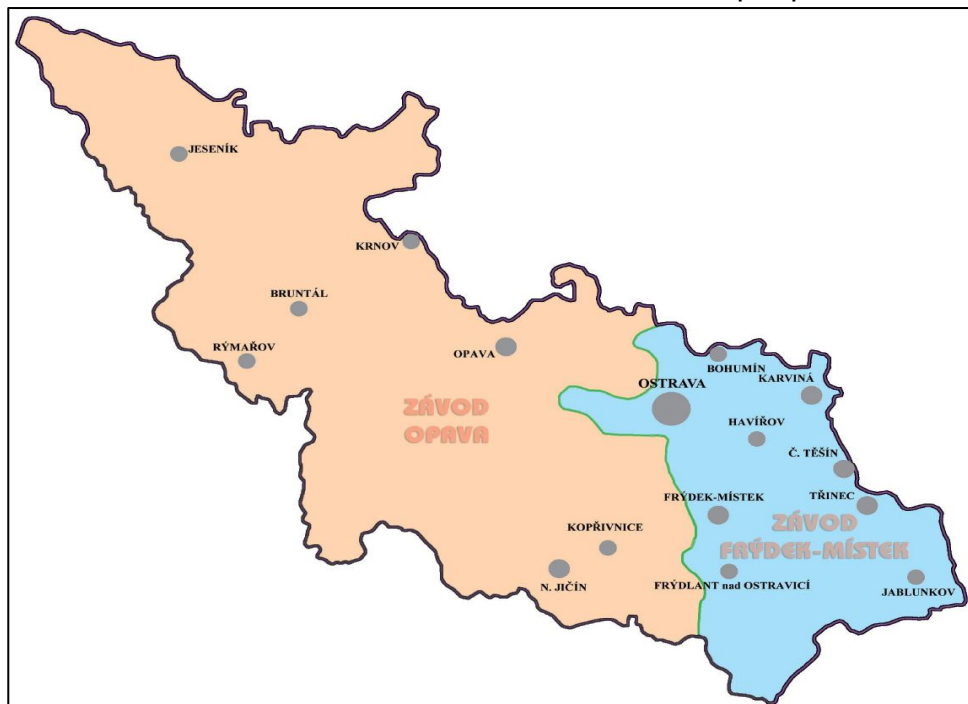 JESENÍK
KRNOV
BRUNTÁL
RÝMAŘOV
OPAVA
BOHUMÍN
KARVINÁ
OSTRAVA
ZÁVOD
OPAVA
HAVÍŘOV
Č. TĚŠÍN
FRÝDEK-MÍSTEK
TŘINEC
ZÁVOD
FRÝDEK-MÍSTEK
KOPŘIVNICE
N. JIČÍN
FRÝDLANT nad OSTRAVICÍ
JABLUNKOV